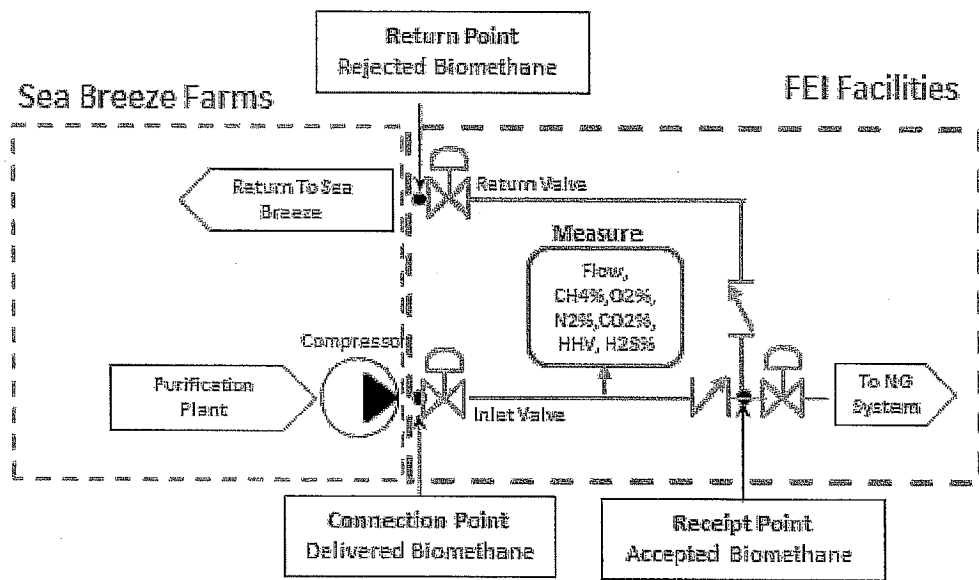 Return Point
Rejected Biomethane
Sea Breeze Farms
FEI Facilities
Return To Sea
Breeze
Return Valve
Measure
Flow,
CH4%,O2%,
N2%,CO2%,
HHV, H2S%
Compressor
Purification
Plant
Inlet Valve
To NG
System
Connection Point
Delivered Biomethane
Receipt Point
Accepted Biomethane